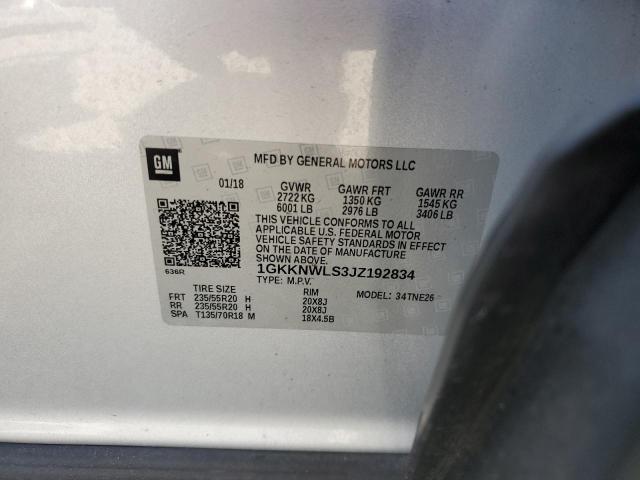 GM
MFD BY GENERAL MOTORS LLC
01/18 GVWR GAWR FRT GAWR RR
2722 KG 1350 KG 1545 KG
6001 LB 2976 LB 3406 LB
THIS VEHICLE CONFORMS TO ALL
APPLICABLE U.S. FEDERAL MOTOR
VEHICLE SAFETY STANDARDS IN EFFECT
ON THE DATE OF MANUFACTURE
SHOWN ABOVE.
636R 1GKKNWLS3JZ192834
TYPE: M.P.V.
TIRE SIZE RIM MODEL: 34TNE26
FRT 235/55R20 H 20X8J
RR 235/55R20 H 20X8J
SPA T135/70R18 M 18X4.5B